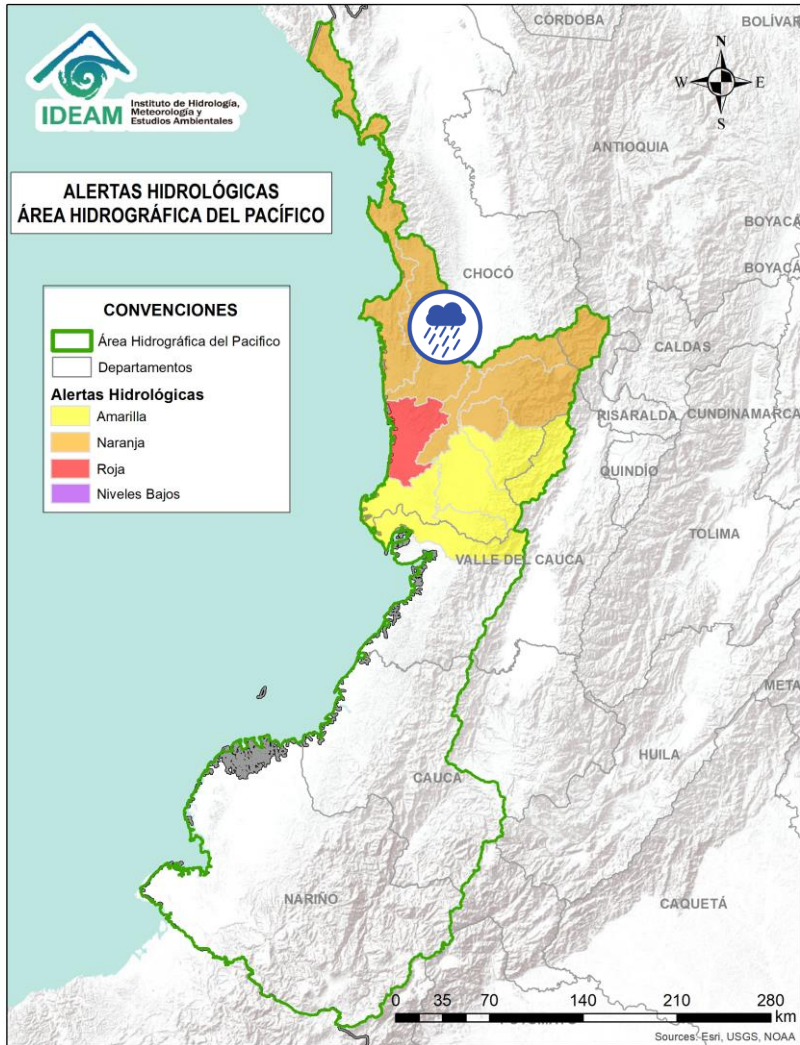 IDEAM
Instituto de Hidrología,
Meteorología y
Estudios Ambientales
ALERTAS HIDROLÓGICAS
ÁREA HIDROGRÁFICA DEL PACÍFICO
CONVENCIONES
Área Hidrográfica del Pacifico
Departamentos
Alertas Hidrológicas
Amarilla
Naranja
Roja
Niveles Bajos
CÓRDOBA
BOLÍVAR
N
W
E
S
ANTIOQUIA
BOYACÁ
CHOCÓ
BOYACÁ
CALDAS
RISARALDA
CUNDINAMARCA
QUINDÍO
TOLIMA
VALLE DEL CAUCA
META
HUILA
CAUCA
NARIÑO
CAQUETÁ
0 35 70 140 210 280
km
Sources: Esri, USGS, NOAA